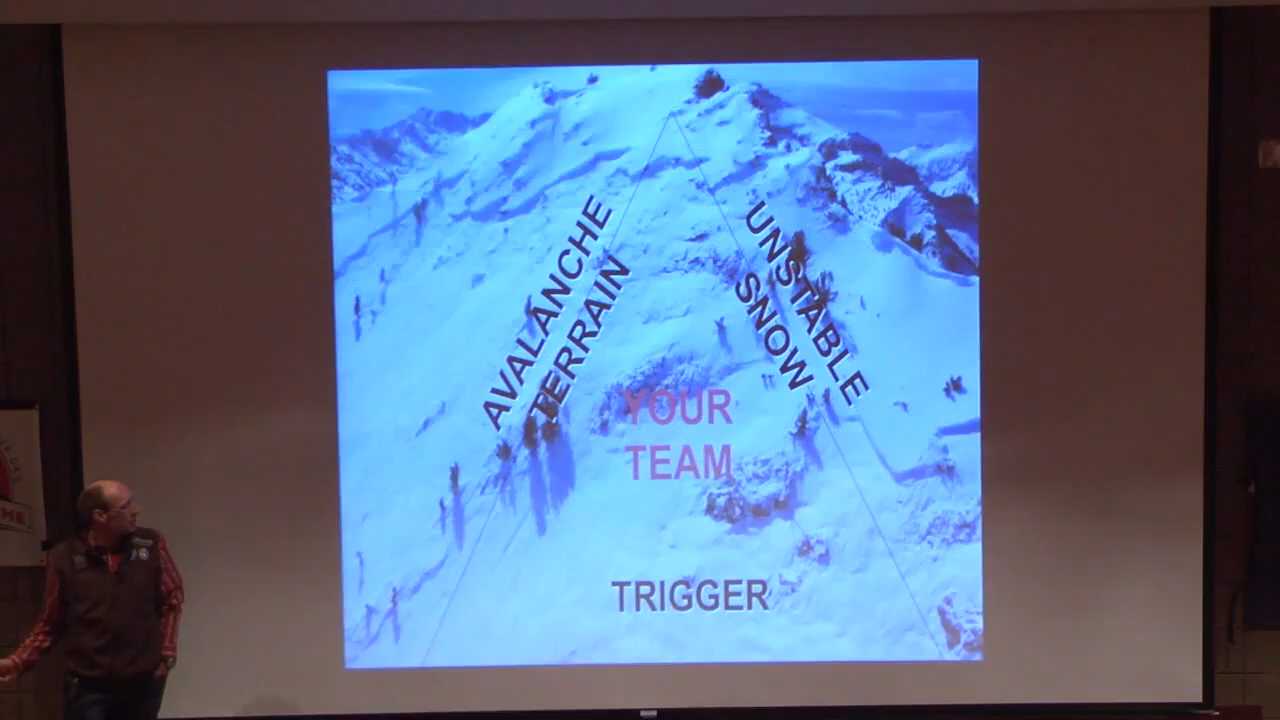 AVALANCHE
TERRAIN
UNSTABLE
SNOW
YOUR
TEAM
TRIGGER